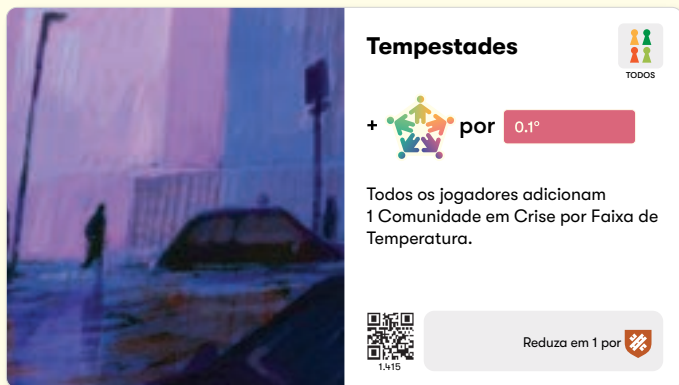 Tempestades
TODOS
+ por 0.1°
Todos os jogadores adicionam
1 Comunidade em Crise por Faixa de
Temperatura.
1.415
Reduza em 1 por